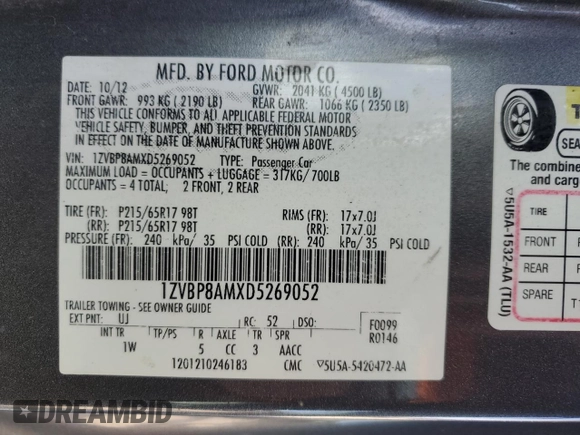 MFD. BY FORD MOTOR CO.
DATE: 10/12 GVWR: 2041 KG ( 4500 LB)
FRONT GAWR: 993 KG ( 2190 LB) REAR GAWR: 1066 KG ( 2350 LB)
THIS VEHICLE CONFORMS TO ALL APPLICABLE FEDERAL MOTOR
VEHICLE SAFETY, BUMPER, AND THEFT PREVENTION STANDARDS
IN EFFECT ON THE DATE OF MANUFACTURE SHOWN ABOVE.
VIN: 1ZVBP8AMXD5269052 TYPE: Passenger Car
MAXIMUM LOAD = OCCUPANTS + LUGGAGE = 317KG/ 700LB
OCCUPANTS = 4 TOTAL, 2 FRONT, 2 REAR
TIRE (FR): P215/65R17 98T RIMS (FR): 17x7.0J
(RR): P215/65R17 98T (RR): 17x7.0J
PRESSURE (FR): 240 kPa/ 35 PSI COLD (RR): 240 kPa/ 35 PSI COLD
1ZVBP8AMXD5269052
TRAILER TOWING - SEE OWNER GUIDE
EXT PNT: UJ RC: 52 DSO: F0099
INT TR TP/PS R AXLE TR SPR R0146
1W 5 CC 3 AACC
1201210246183 CMC 5U5A-5420472-AA
5U5A-1532-AA (TLU)
SEA
The combine
and carg
TIRE
FRONT
REAR
SPARE
DREAMBID